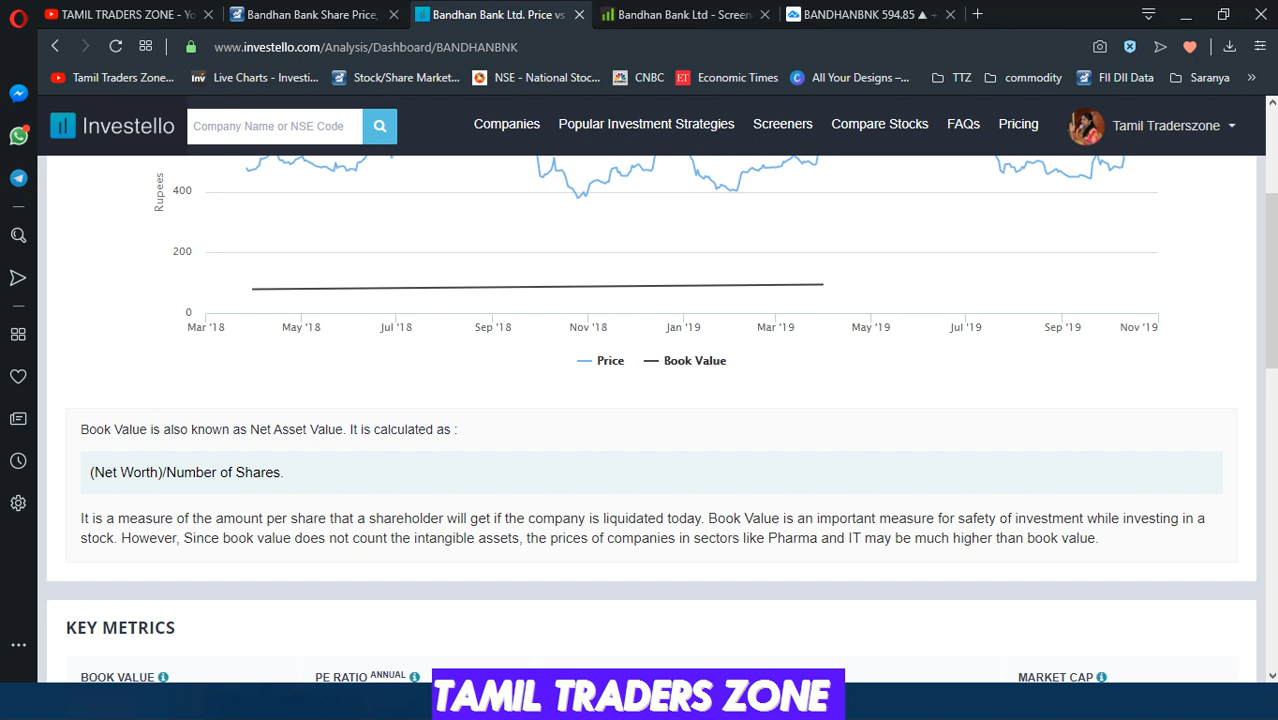 TAMIL TRADERS ZONE - Yo
Bandhan Bank Share Price,
Bandhan Bank Ltd. Price vs
Bandhan Bank Ltd - Screen
BANDHANBNK 594.85 ▲ +
www.investello.com/Analysis/Dashboard/BANDHANBNK
Tamil Traders Zone...
Live Charts - Investi...
Stock/Share Market...
NSE - National Stoc...
CNBC
Economic Times
All Your Designs –...
TTZ
commodity
FII DII Data
Saranya
»
Investello
Company Name or NSE Code
Companies
Popular Investment Strategies
Screeners
Compare Stocks
FAQs
Pricing
Tamil Traderszone
Rupees
400
200
0
Mar '18
May '18
Jul '18
Sep '18
Nov '18
Jan '19
Mar '19
May '19
Jul '19
Sep '19
Nov '19
Price
Book Value
Book Value is also known as Net Asset Value. It is calculated as :
(Net Worth)/Number of Shares.
It is a measure of the amount per share that a shareholder will get if the company is liquidated today. Book Value is an important measure for safety of investment while investing in a
stock. However, Since book value does not count the intangible assets, the prices of companies in sectors like Pharma and IT may be much higher than book value.
KEY METRICS
BOOK VALUE
PE RATIO ANNUAL
MARKET CAP
TAMIL TRADERS ZONE